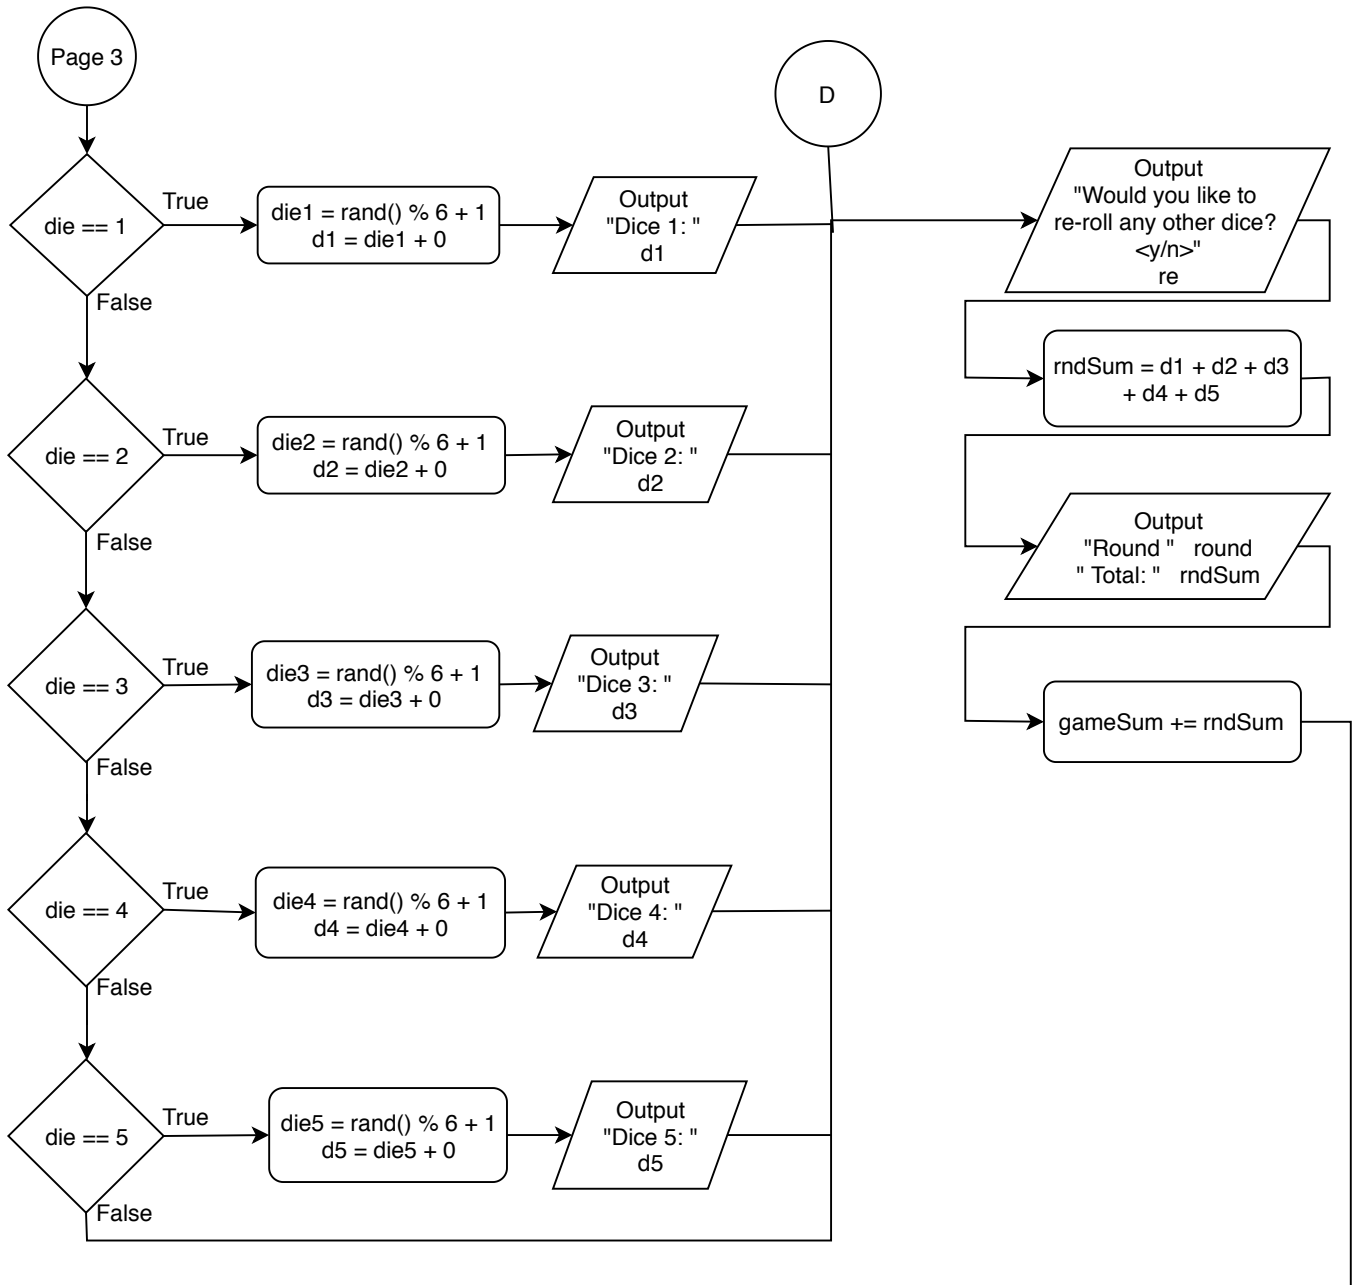 Page 3
die == 1
True
die1 = rand() % 6 + 1
d1 = die1 + 0
Output
"Dice 1: "
d1
False
die == 2
True
die2 = rand() % 6 + 1
d2 = die2 + 0
Output
"Dice 2: "
d2
False
die == 3
True
die3 = rand() % 6 + 1
d3 = die3 + 0
Output
"Dice 3: "
d3
False
die == 4
True
die4 = rand() % 6 + 1
d4 = die4 + 0
Output
"Dice 4: "
d4
False
die == 5
True
die5 = rand() % 6 + 1
d5 = die5 + 0
Output
"Dice 5: "
d5
False
D
Output
"Would you like to
re-roll any other dice?
<y/n>"
re
rndSum = d1 + d2 + d3
+ d4 + d5
Output
"Round "   round
" Total: "   rndSum
gameSum += rndSum